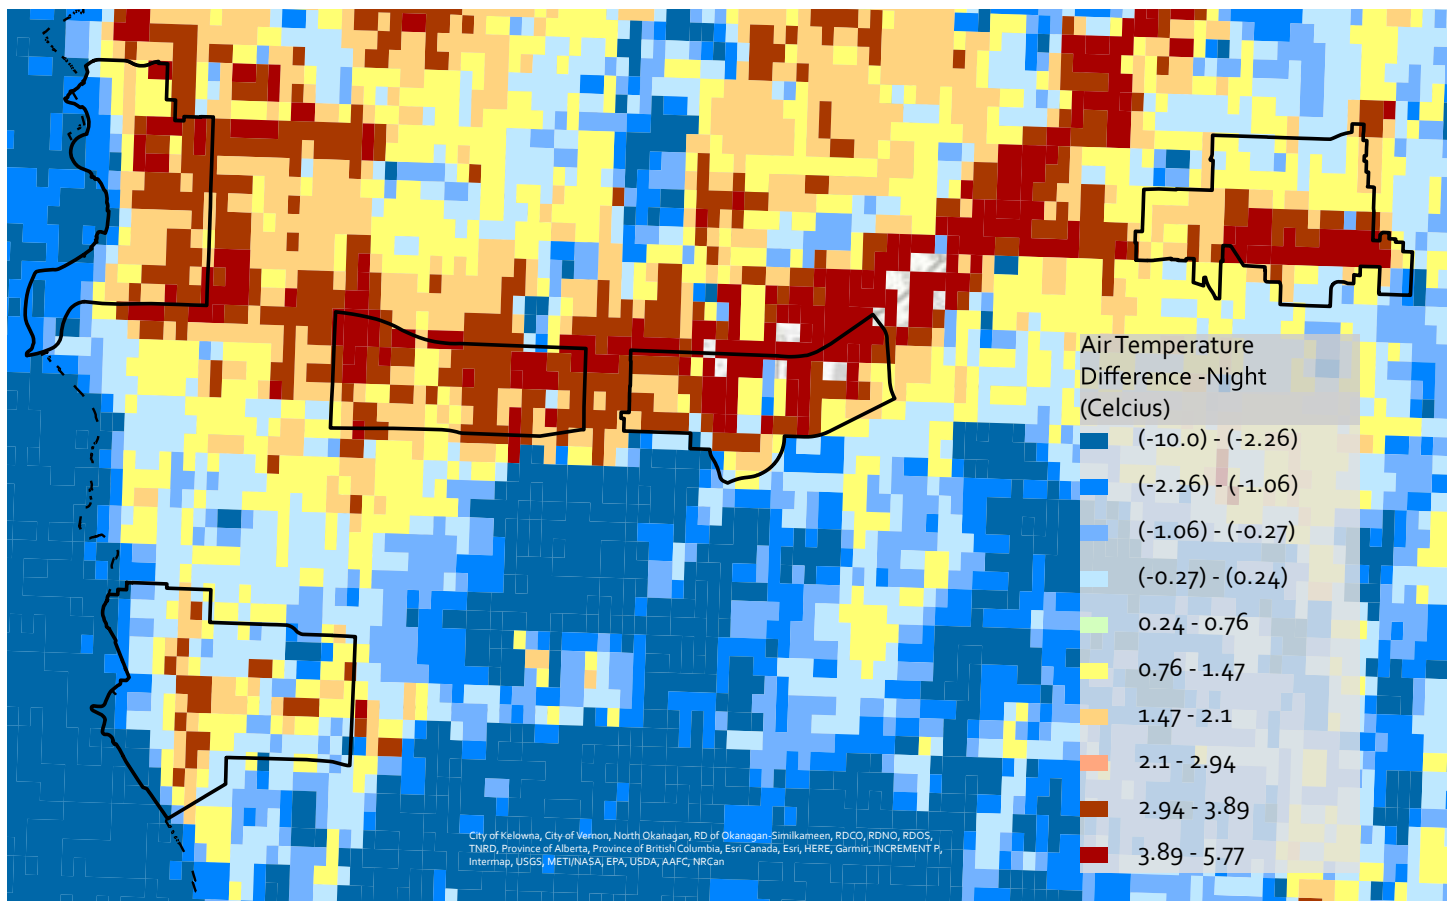 Air Temperature
Difference -Night
(Celcius)
(-10.0) - (-2.26)
(-2.26) - (-1.06)
(-1.06) - (-0.27)
(-0.27) - (0.24)
0.24 - 0.76
0.76 - 1.47
1.47 - 2.1
2.1 - 2.94
2.94 - 3.89
3.89 - 5.77
City of Kelowna, City of Vernon, North Okanagan, RD of Okanagan-Similkameen, RDCO, RDNO, RDOS,
TNRD, Province of Alberta, Province of British Columbia, Esri Canada, Esri, HERE, Garmin, INCREMENT P,
Intermap, USGS, METI/NASA, EPA, USDA, AAFC, NRCan